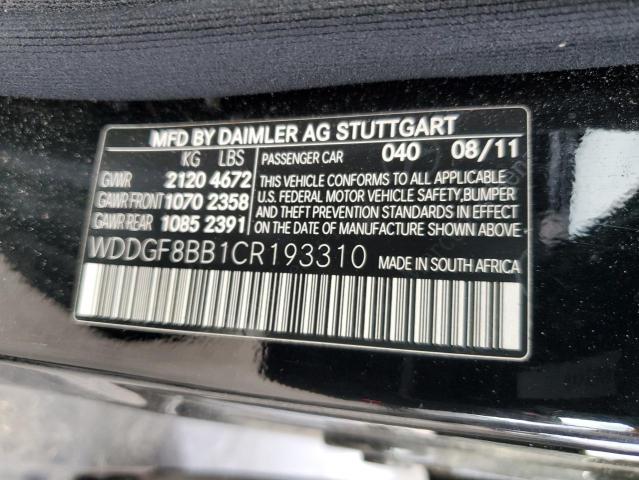 MFD BY DAIMLER AG STUTTGART
KG LBS
GVWR 2120 4672
GAWR FRONT 1070 2358
GAWR REAR 1085 2391
PASSENGER CAR 040 08/11
THIS VEHICLE CONFORMS TO ALL APPLICABLE
U.S. FEDERAL MOTOR VEHICLE SAFETY, BUMPER
AND THEFT PREVENTION STANDARDS IN EFFECT
ON THE DATE OF MANUFACTURE SHOWN ABOVE.
WDDGF8BB1CR193310 MADE IN SOUTH AFRICA